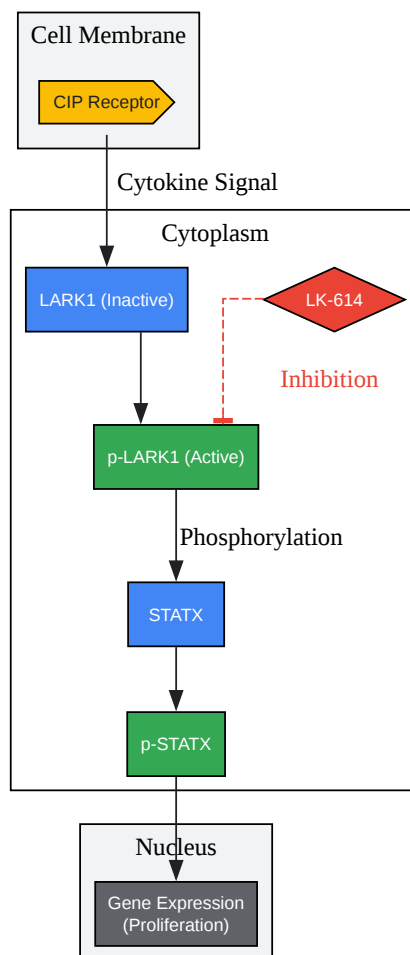 Cell Membrane
CIP Receptor
Cytokine Signal
Cytoplasm
LARK1 (Inactive)
LK-614
Inhibition
p-LARK1 (Active)
Phosphorylation
STATX
p-STATX
Nucleus
Gene Expression
(Proliferation)